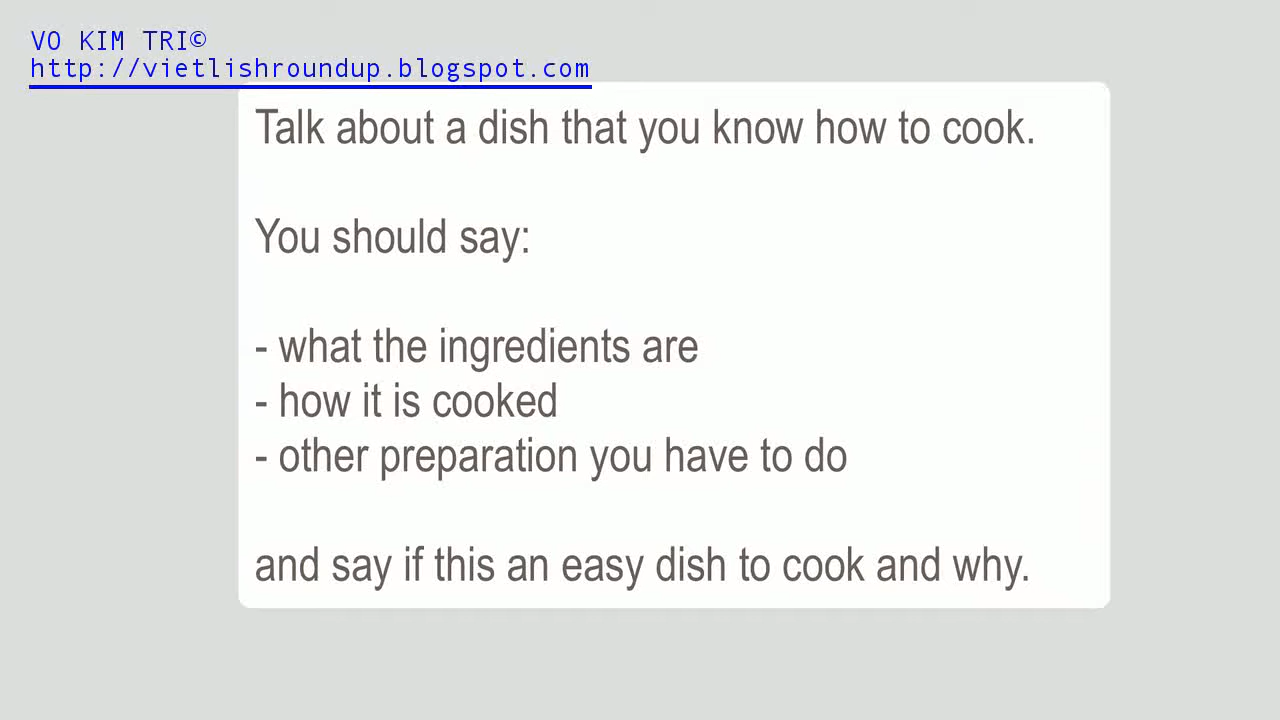 VO KIM TRI©
http://vietlishroundup.blogspot.com
Talk about a dish that you know how to cook.
You should say:
- what the ingredients are
- how it is cooked
- other preparation you have to do
and say if this an easy dish to cook and why.